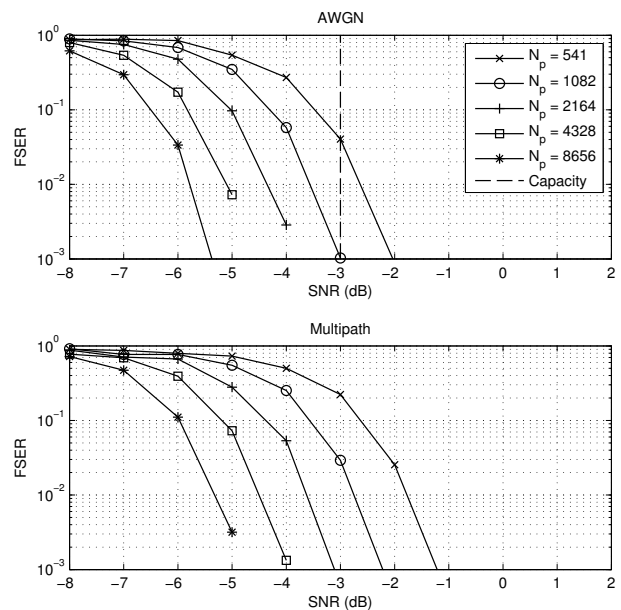 AWGN
10^0
10^-1
10^-2
10^-3
FSER
−8 −7 −6 −5 −4 −3 −2 −1 0 1 2
SNR (dB)
N_p = 541
N_p = 1082
N_p = 2164
N_p = 4328
N_p = 8656
Capacity
Multipath
10^0
10^-1
10^-2
10^-3
FSER
−8 −7 −6 −5 −4 −3 −2 −1 0 1 2
SNR (dB)